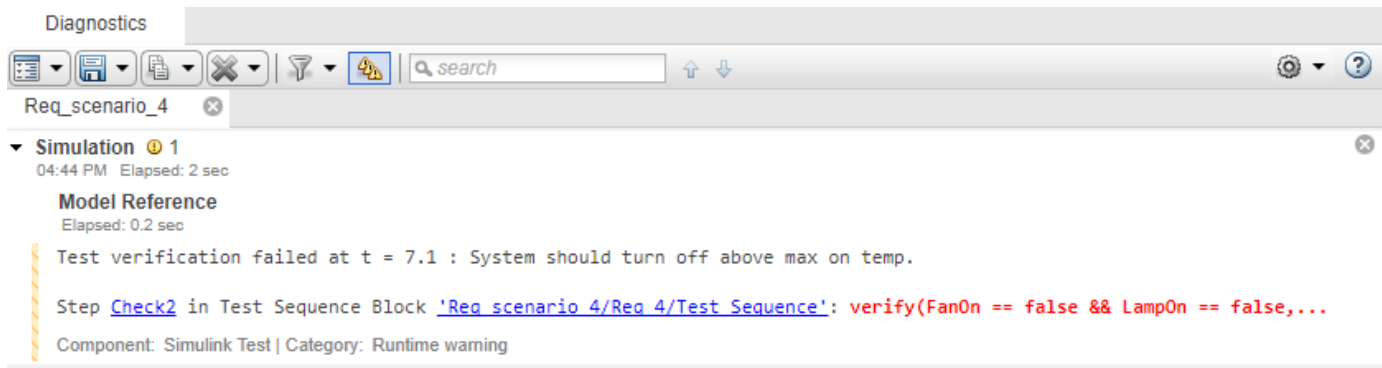 Diagnostics
search
Req_scenario_4
Simulation 1
04:44 PM Elapsed: 2 sec
Model Reference
Elapsed: 0.2 sec
Test verification failed at t = 7.1 : System should turn off above max on temp.
Step Check2 in Test Sequence Block 'Req_scenario_4/Req_4/Test Sequence': verify(FanOn == false && LampOn == false,...
Component: Simulink Test | Category: Runtime warning